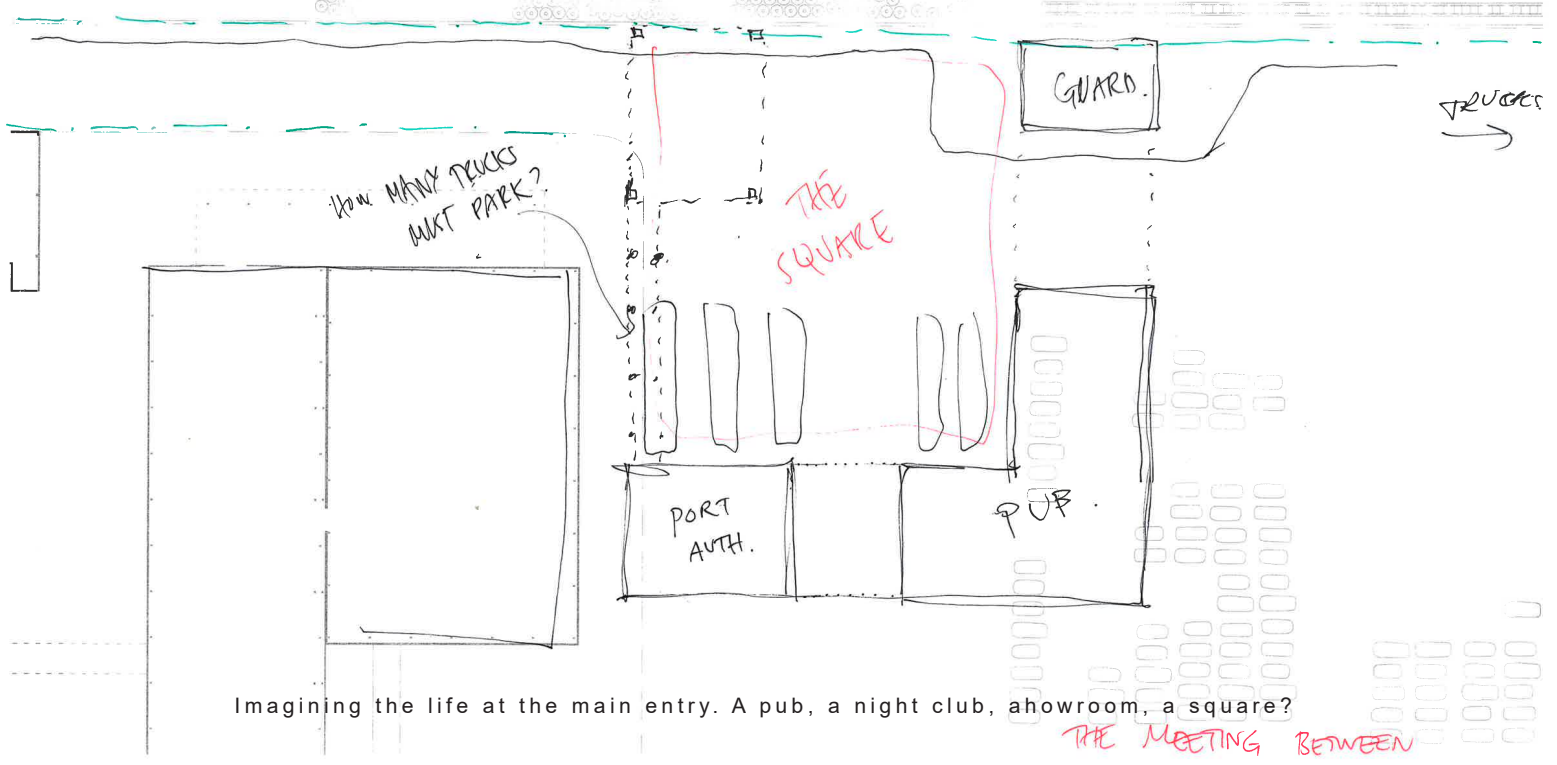 GUARD.
TRUCKS
HOW MANY TRUCKS
MUST PARK?
THE
SQUARE
PORT
AUTH.
PUB.
Imagining the life at the main entry. A pub, a night club, ahowroom, a square?
THE MEETING BETWEEN